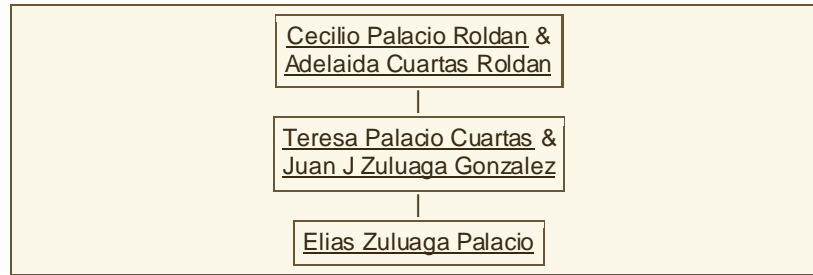 Cecilio Palacio Roldan &
Adelaida Cuartas Roldan
Teresa Palacio Cuartas &
Juan J Zuluaga Gonzalez
Elias Zuluaga Palacio